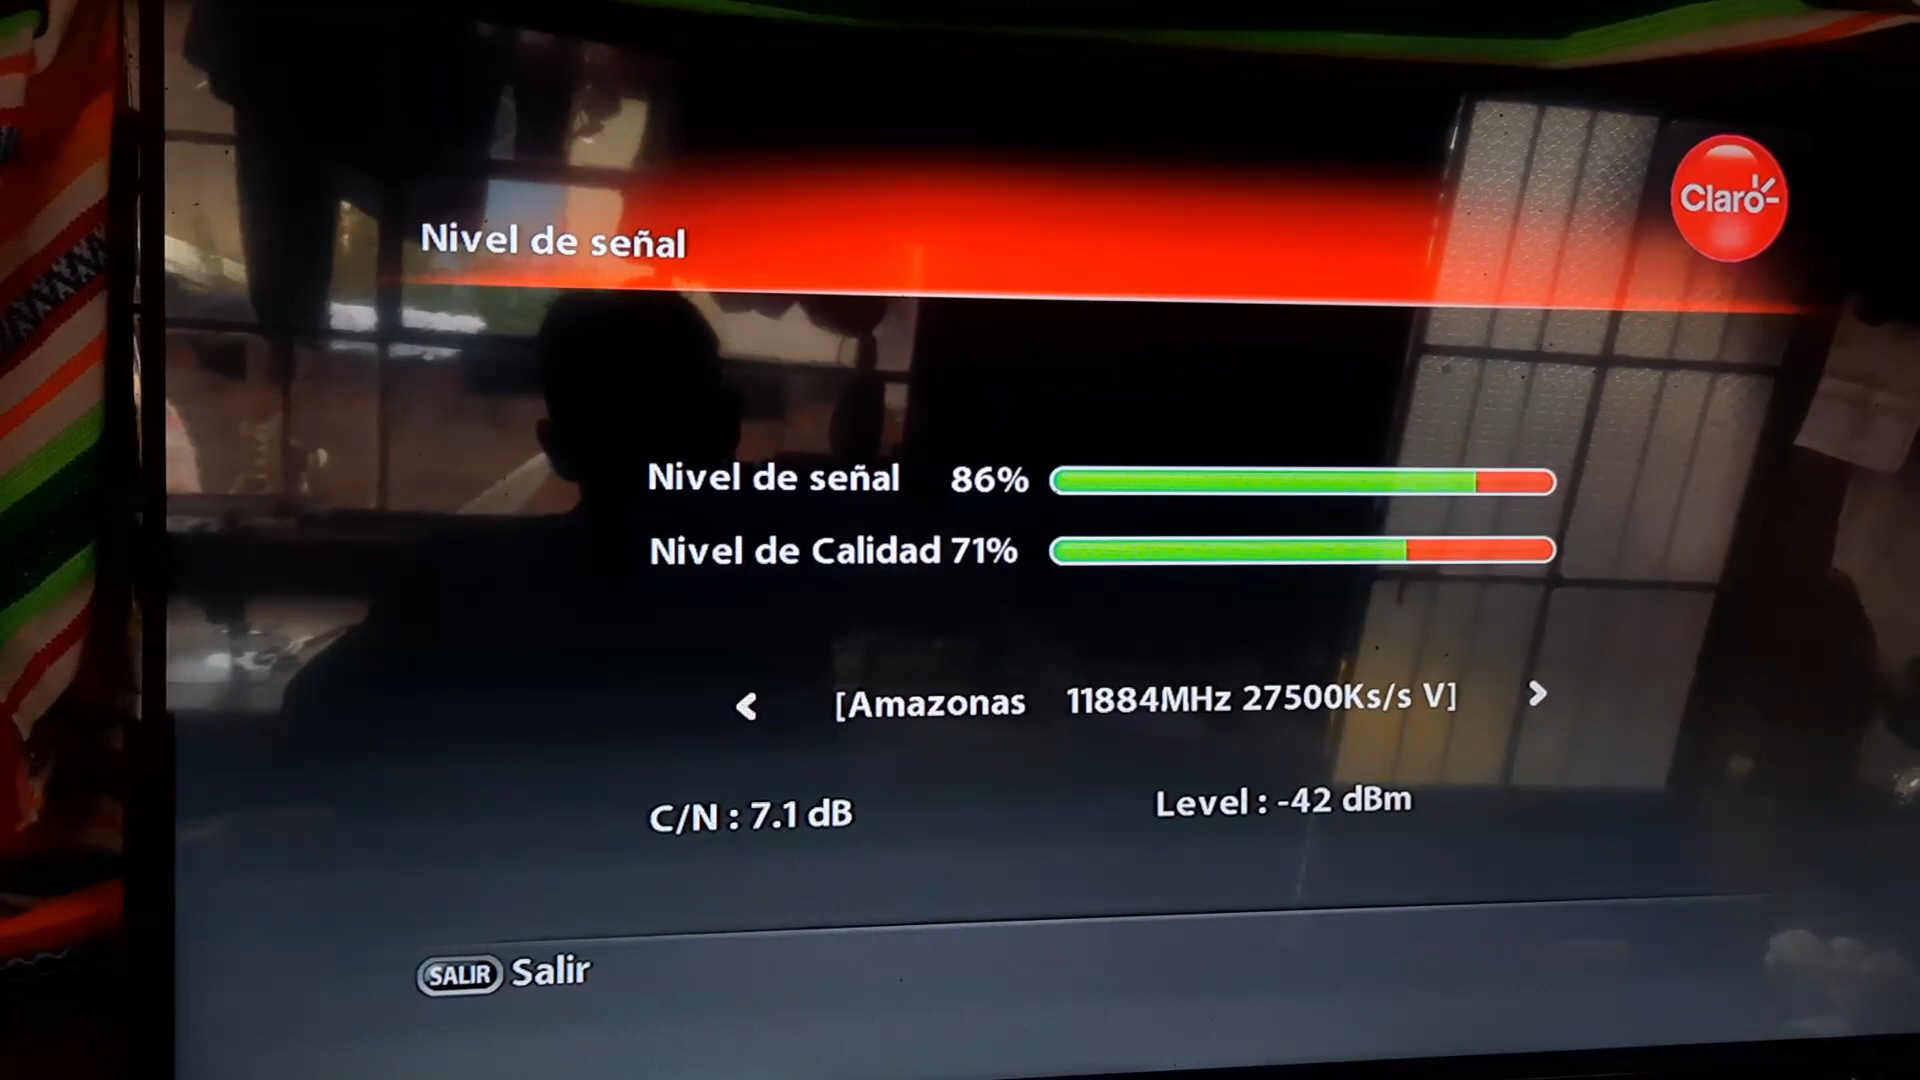 Claro
Nivel de señal
Nivel de señal 86%
Nivel de Calidad 71%
< [Amazonas 11884MHz 27500Ks/s V] >
C/N : 7.1 dB Level : -42 dBm
SALIR Salir